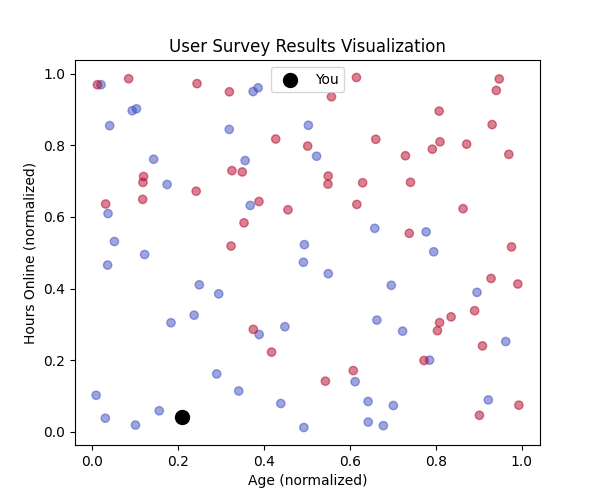 User Survey Results Visualization
You
Hours Online (normalized)
1.0
0.8
0.6
0.4
0.2
0.0
0.0 0.2 0.4 0.6 0.8 1.0
Age (normalized)